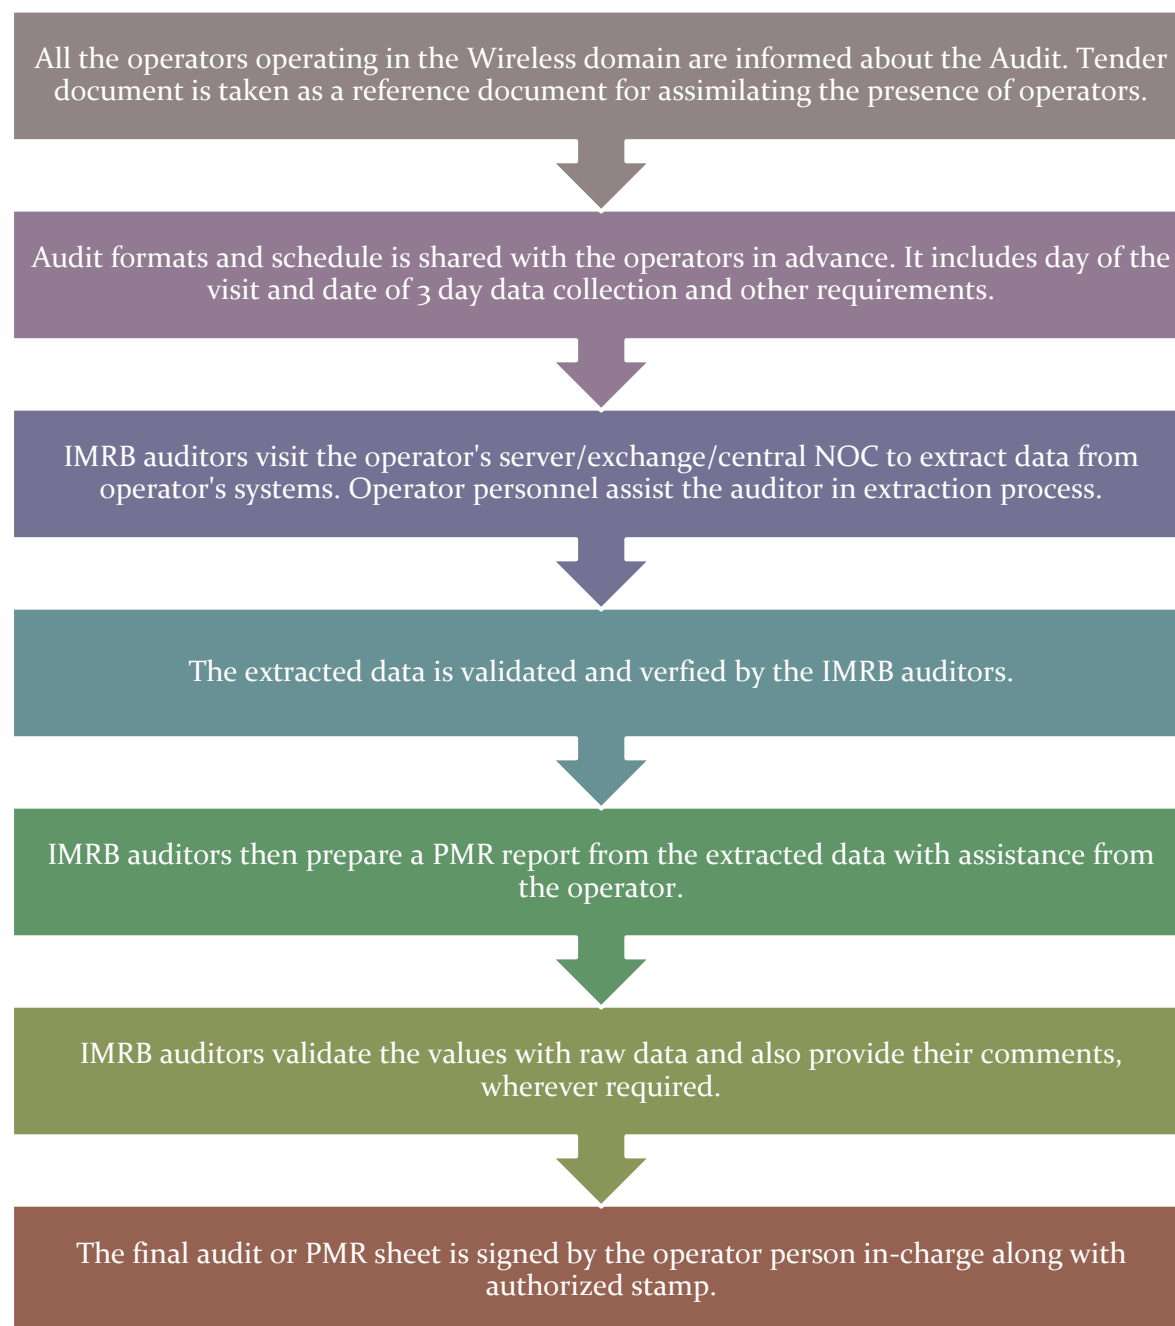 All the operators operating in the Wireless domain are informed about the Audit. Tender
document is taken as a reference document for assimilating the presence of operators.
Audit formats and schedule is shared with the operators in advance. It includes day of the
visit and date of 3 day data collection and other requirements.
IMRB auditors visit the operator's server/exchange/central NOC to extract data from
operator's systems. Operator personnel assist the auditor in extraction process.
The extracted data is validated and verfied by the IMRB auditors.
IMRB auditors then prepare a PMR report from the extracted data with assistance from
the operator.
IMRB auditors validate the values with raw data and also provide their comments,
wherever required.
The final audit or PMR sheet is signed by the operator person in-charge along with
authorized stamp.